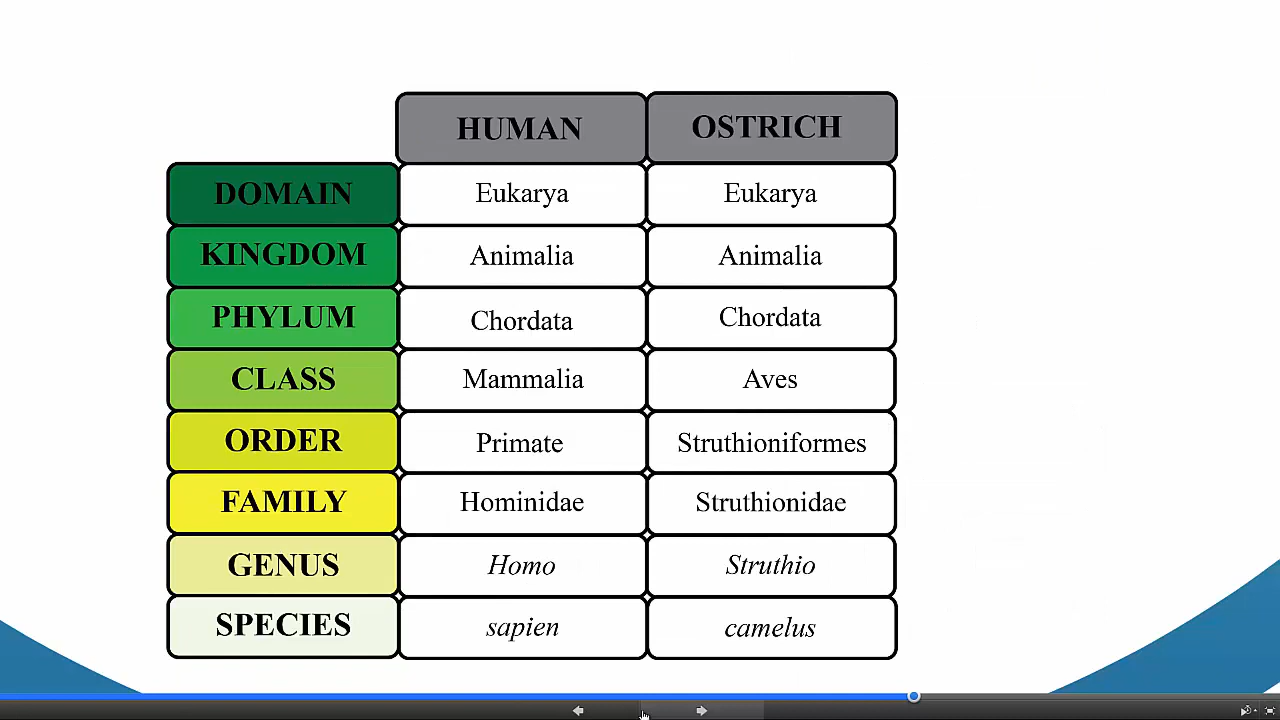 HUMAN OSTRICH
DOMAIN Eukarya Eukarya
KINGDOM Animalia Animalia
PHYLUM Chordata Chordata
CLASS Mammalia Aves
ORDER Primate Struthioniformes
FAMILY Hominidae Struthionidae
GENUS Homo Struthio
SPECIES sapien camelus